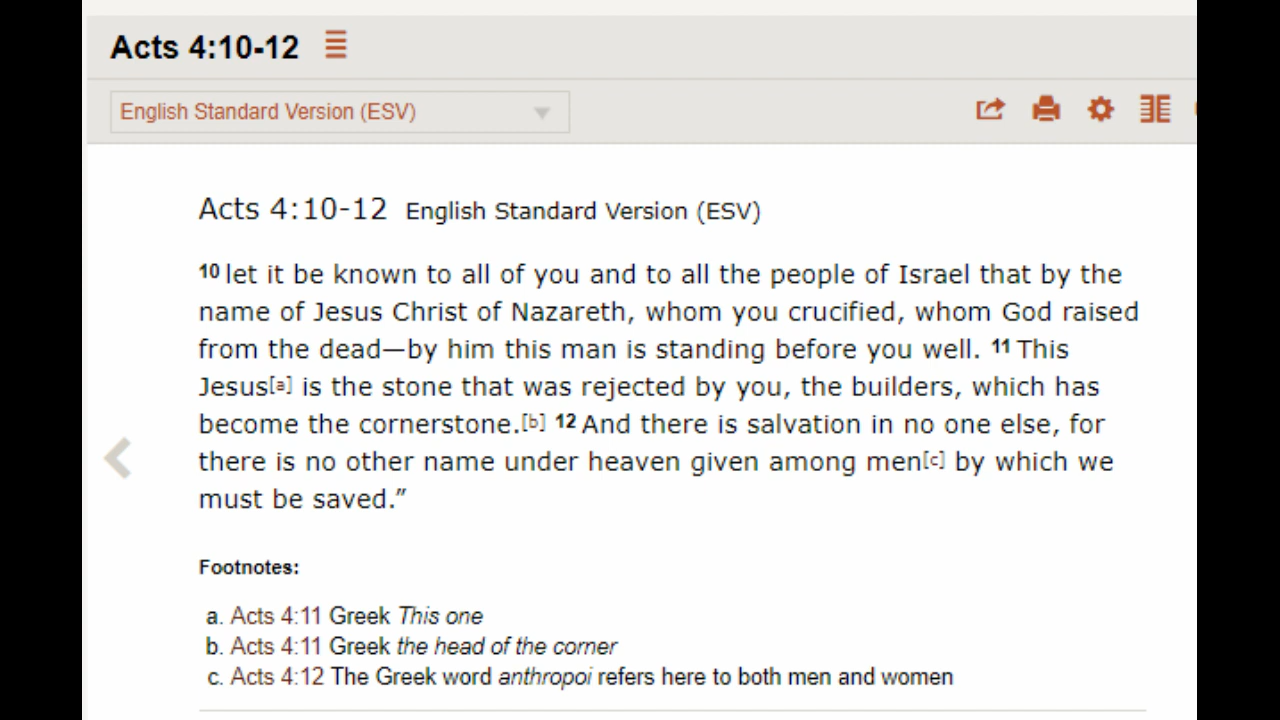 Acts 4:10-12
English Standard Version (ESV)
Acts 4:10-12 English Standard Version (ESV)
10 let it be known to all of you and to all the people of Israel that by the
name of Jesus Christ of Nazareth, whom you crucified, whom God raised
from the dead—by him this man is standing before you well. 11 This
Jesus[a] is the stone that was rejected by you, the builders, which has
become the cornerstone.[b] 12 And there is salvation in no one else, for
there is no other name under heaven given among men[c] by which we
must be saved.”
Footnotes:
a. Acts 4:11 Greek This one
b. Acts 4:11 Greek the head of the corner
c. Acts 4:12 The Greek word anthropoi refers here to both men and women